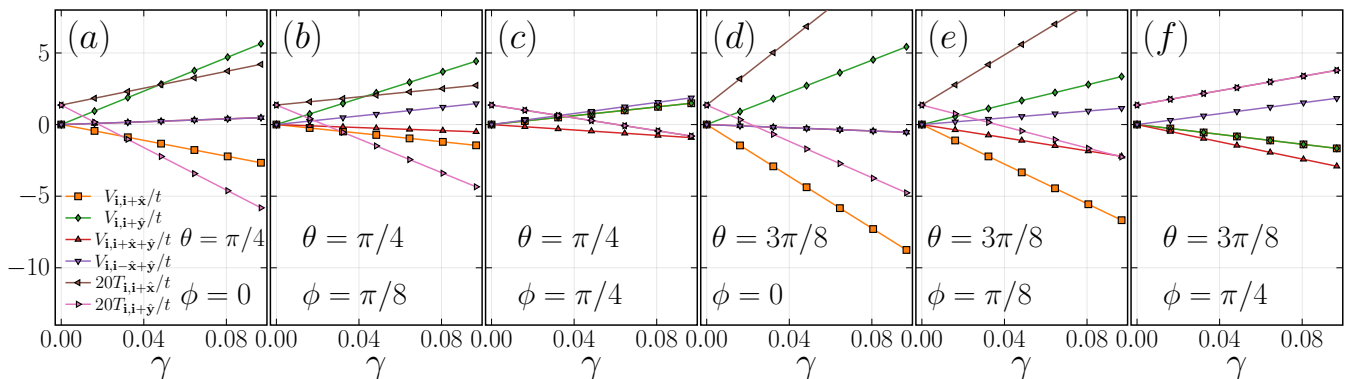 (a) (b) (c) (d) (e) (f)
5
0
−5
−10
V_{i,i+x̂}/t
V_{i,i+ŷ}/t
V_{i,i+x̂+ŷ}/t
V_{i,i−x̂+ŷ}/t
20T_{i,i+x̂}/t
20T_{i,i+ŷ}/t
θ = π/4
ϕ = 0
θ = π/4
ϕ = π/8
θ = π/4
ϕ = π/4
θ = 3π/8
ϕ = 0
θ = 3π/8
ϕ = π/8
θ = 3π/8
ϕ = π/4
0.00 0.04 0.08 0.00 0.04 0.08 0.00 0.04 0.08 0.00 0.04 0.08 0.00 0.04 0.08 0.00 0.04 0.08
γ γ γ γ γ γ